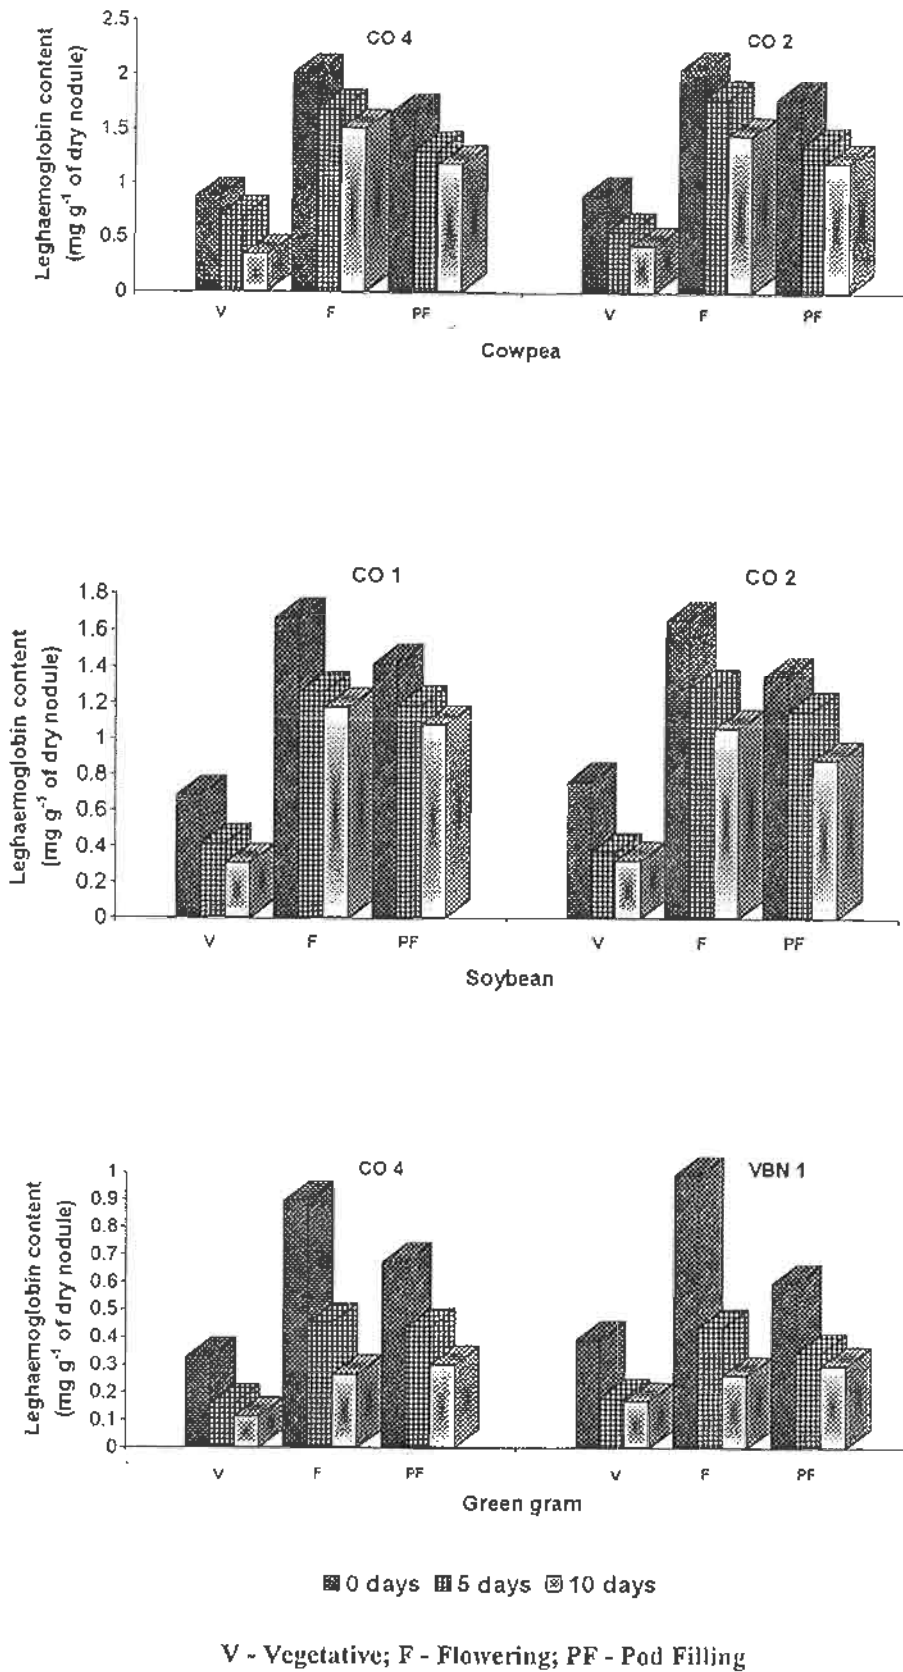 Leghaemoglobin content
(mg g⁻¹ of dry nodule)
2.5
2
1.5
1
0.5
0
CO 4
CO 2
V F PF V F PF
Cowpea
Leghaemoglobin content
(mg g⁻¹ of dry nodule)
1.8
1.6
1.4
1.2
1
0.8
0.6
0.4
0.2
0
CO 1
CO 2
V F PF V F PF
Soybean
Leghaemoglobin content
(mg g⁻¹ of dry nodule)
1
0.9
0.8
0.7
0.6
0.5
0.4
0.3
0.2
0.1
0
CO 4
VBN 1
V F PF V F PF
Green gram
0 days 5 days 10 days
V - Vegetative; F - Flowering; PF - Pod Filling